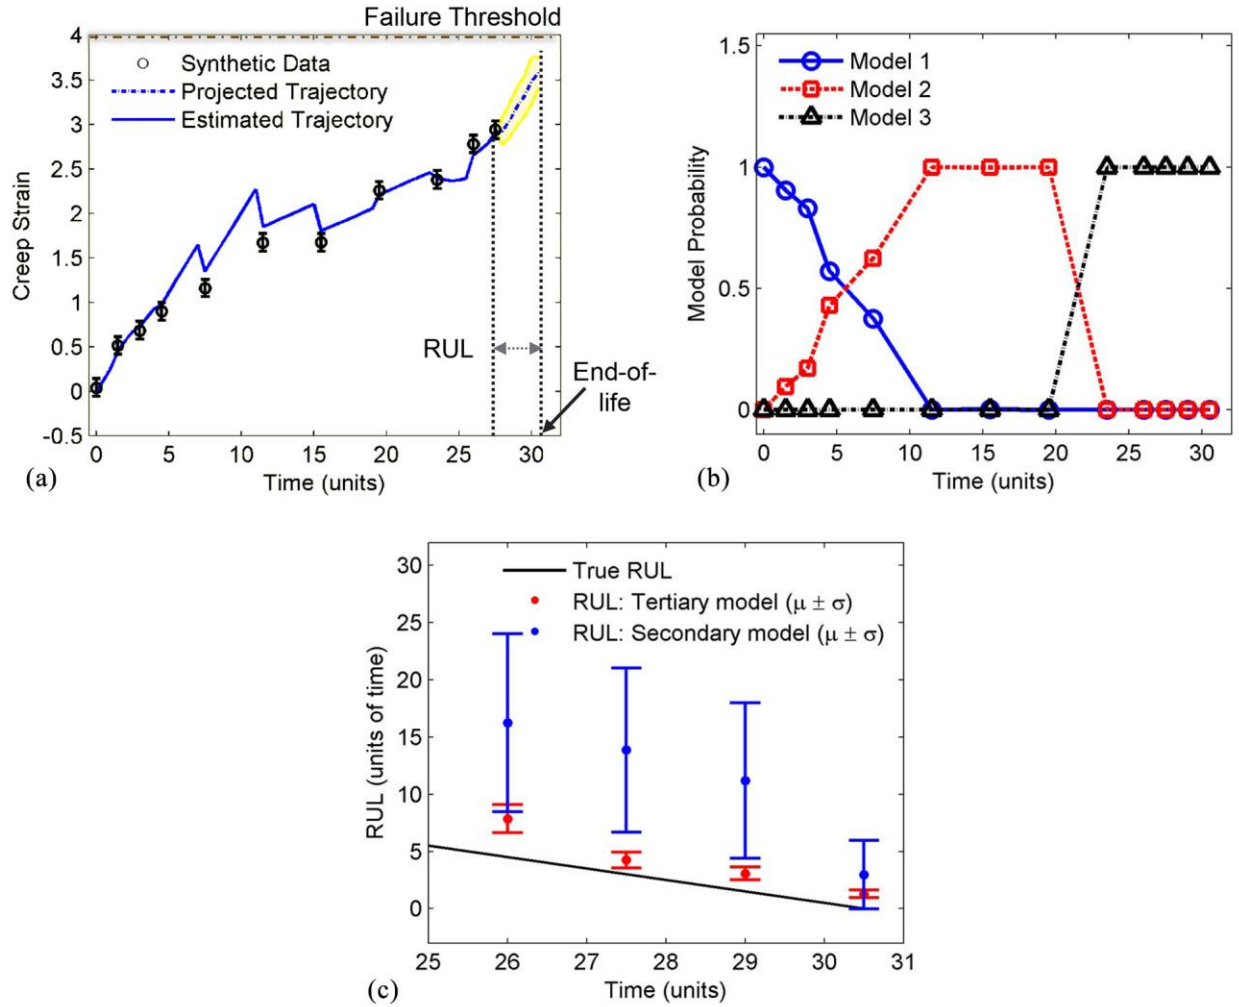 Failure Threshold
4
3.5
3
2.5
2
1.5
1
0.5
0
-0.5
Creep Strain
Synthetic Data
Projected Trajectory
Estimated Trajectory
RUL
End-of-
life
0 5 10 15 20 25 30
Time (units)
(a)
1.5
1
0.5
0
Model Probability
Model 1
Model 2
Model 3
0 5 10 15 20 25 30
Time (units)
(b)
30
25
20
15
10
5
0
RUL (units of time)
True RUL
RUL: Tertiary model (μ ± σ)
RUL: Secondary model (μ ± σ)
25 26 27 28 29 30 31
Time (units)
(c)